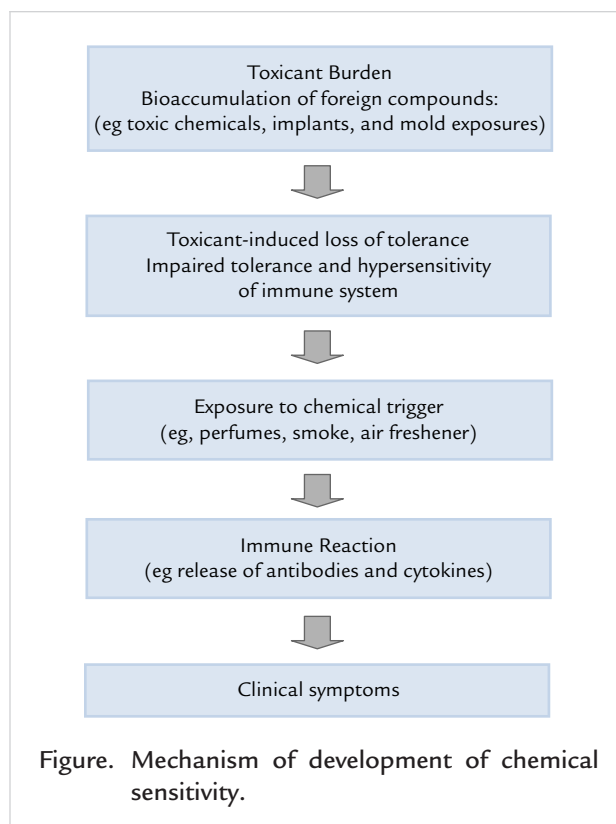 Toxicant Burden
Bioaccumulation of foreign compounds:
(eg toxic chemicals, implants, and mold exposures)
Toxicant-induced loss of tolerance
Impaired tolerance and hypersensitivity
of immune system
Exposure to chemical trigger
(eg, perfumes, smoke, air freshener)
Immune Reaction
(eg release of antibodies and cytokines)
Clinical symptoms
Figure. Mechanism of development of chemical
sensitivity.